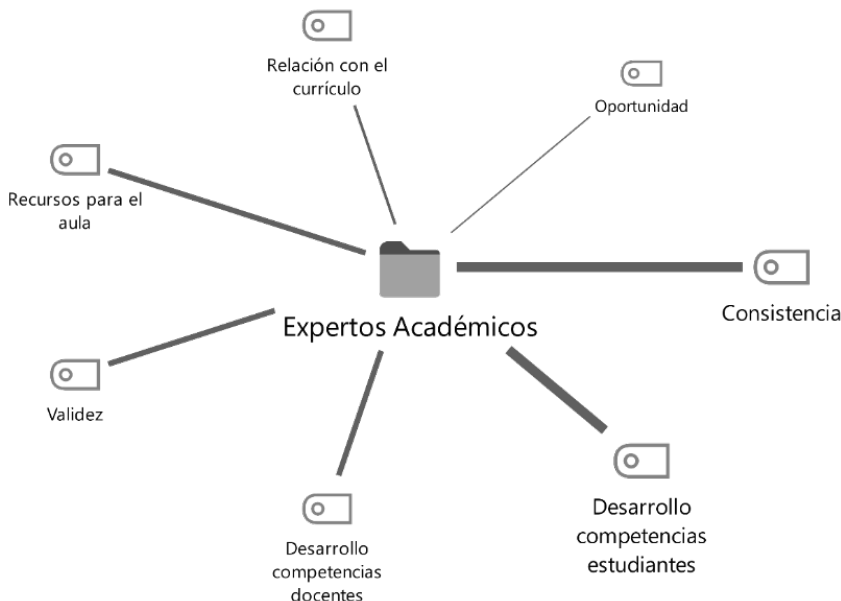 Relación con el
currículo
Oportunidad
Recursos para el
aula
Consistencia
Expertos Académicos
Validez
Desarrollo
competencias
estudiantes
Desarrollo
competencias
docentes